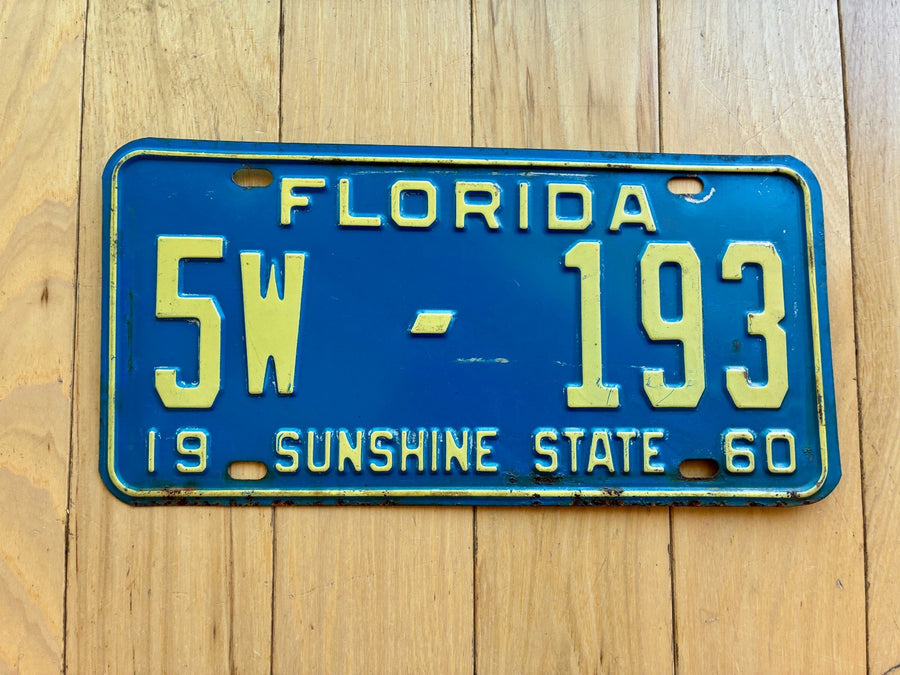 FLORIDA
5W - 193
19 SUNSHINE STATE 60